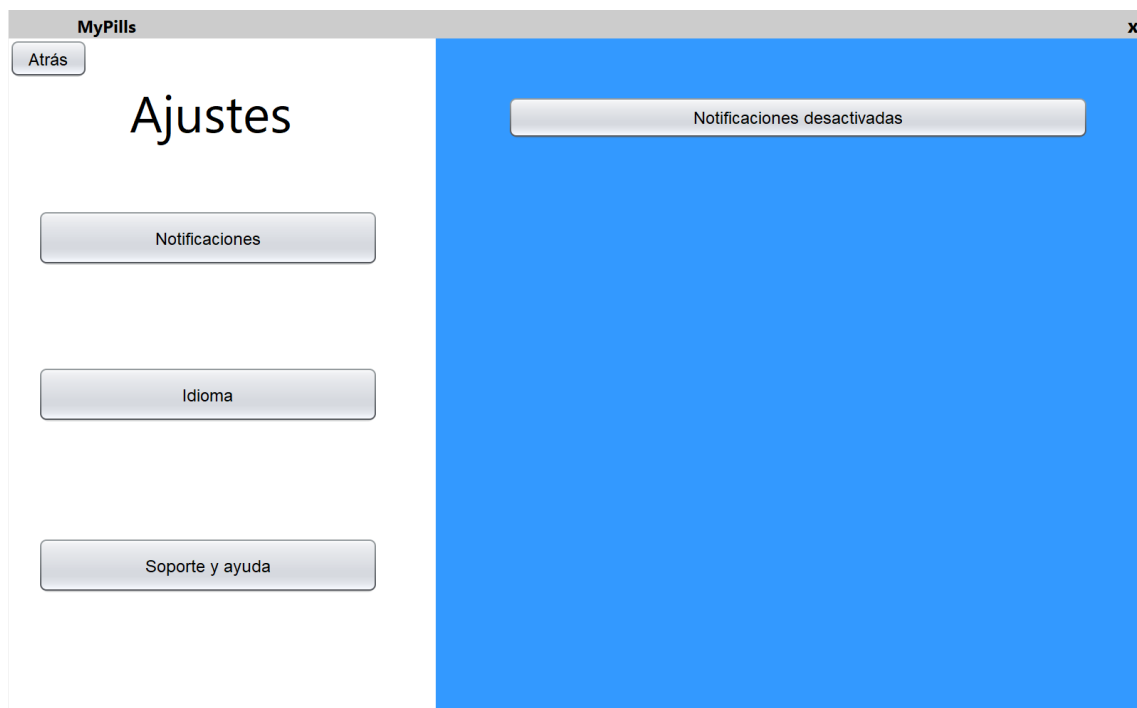 MyPills x
Atrás
Ajustes
Notificaciones desactivadas
Notificaciones
Idioma
Soporte y ayuda